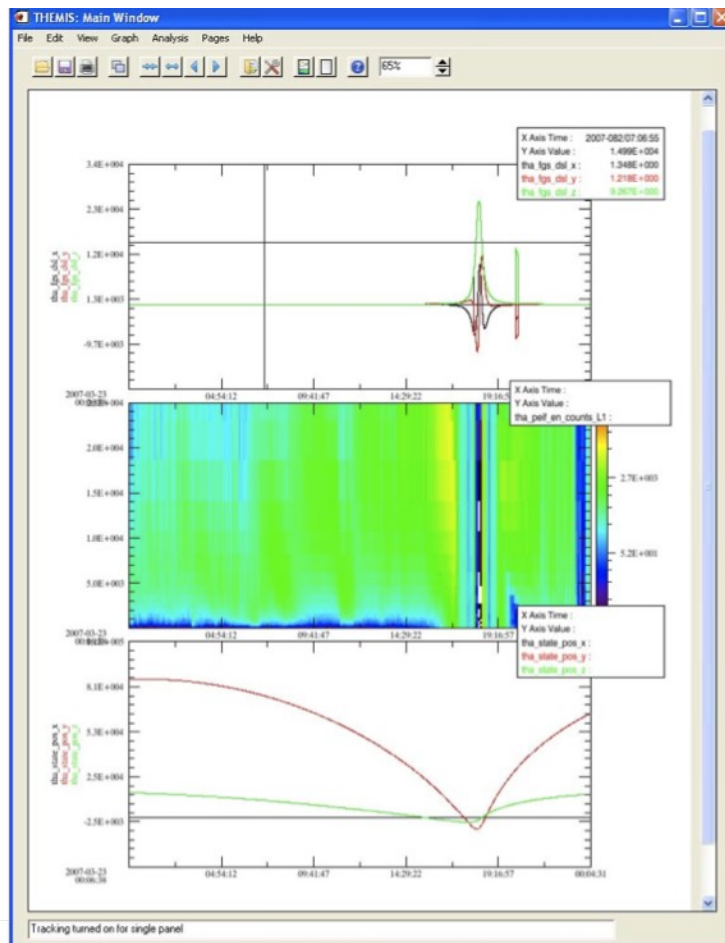 THEMIS: Main Window
File Edit View Graph Analysis Pages Help
65%
X Axis Time : 2007-082/07:06:55
Y Axis Value : 1.499E+004
tha_fgs_dsl_x : 1.348E+000
tha_fgs_dsl_y : 1.218E+000
tha_fgs_dsl_z : 9.267E+000
3.4E+004
2.3E+004
1.2E+004
1.3E+003
-9.7E+003
tha_fgs_dsl_x
tha_fgs_dsl_y
tha_fgs_dsl_z
2007-03-23
04:54:12 09:41:47 14:29:22 19:16:57
X Axis Time :
Y Axis Value :
tha_peif_en_counts_L1 :
2.0E+004
1.5E+004
1.0E+004
5.0E+003
2.7E+003
5.2E+001
2007-03-23
04:54:12 09:41:47 14:29:22 19:16:57
X Axis Time :
Y Axis Value :
tha_state_pos_x :
tha_state_pos_y :
tha_state_pos_z :
8.1E+004
5.3E+004
2.5E+004
-2.5E+003
tha_state_pos_x
tha_state_pos_y
tha_state_pos_z
2007-03-23
00:06:38 04:54:12 09:41:47 14:29:22 19:16:57 00:04:31
Tracking turned on for single panel